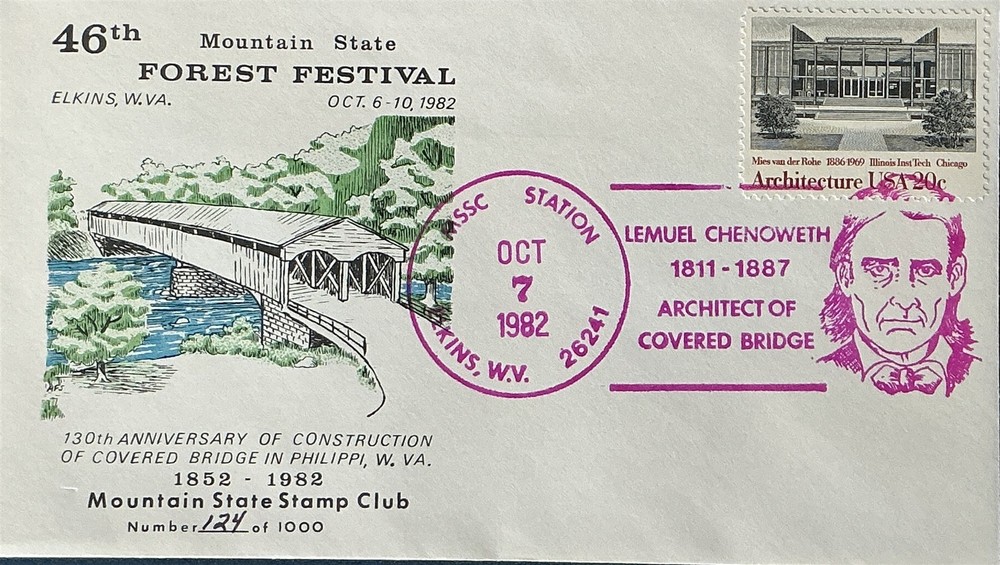 46th Mountain State
FOREST FESTIVAL
ELKINS, W.VA. OCT. 6-10, 1982
130th ANNIVERSARY OF CONSTRUCTION
OF COVERED BRIDGE IN PHILIPPI, W. VA.
1852 - 1982
Mountain State Stamp Club
Number 124 of 1000
MSSC STATION
OCT
7
1982
ELKINS, W.V. 26241
LEMUEL CHENOWETH
1811-1887
ARCHITECT OF
COVERED BRIDGE
Mies van der Rohe 1886-1969 Illinois Inst Tech Chicago
Architecture USA 20c